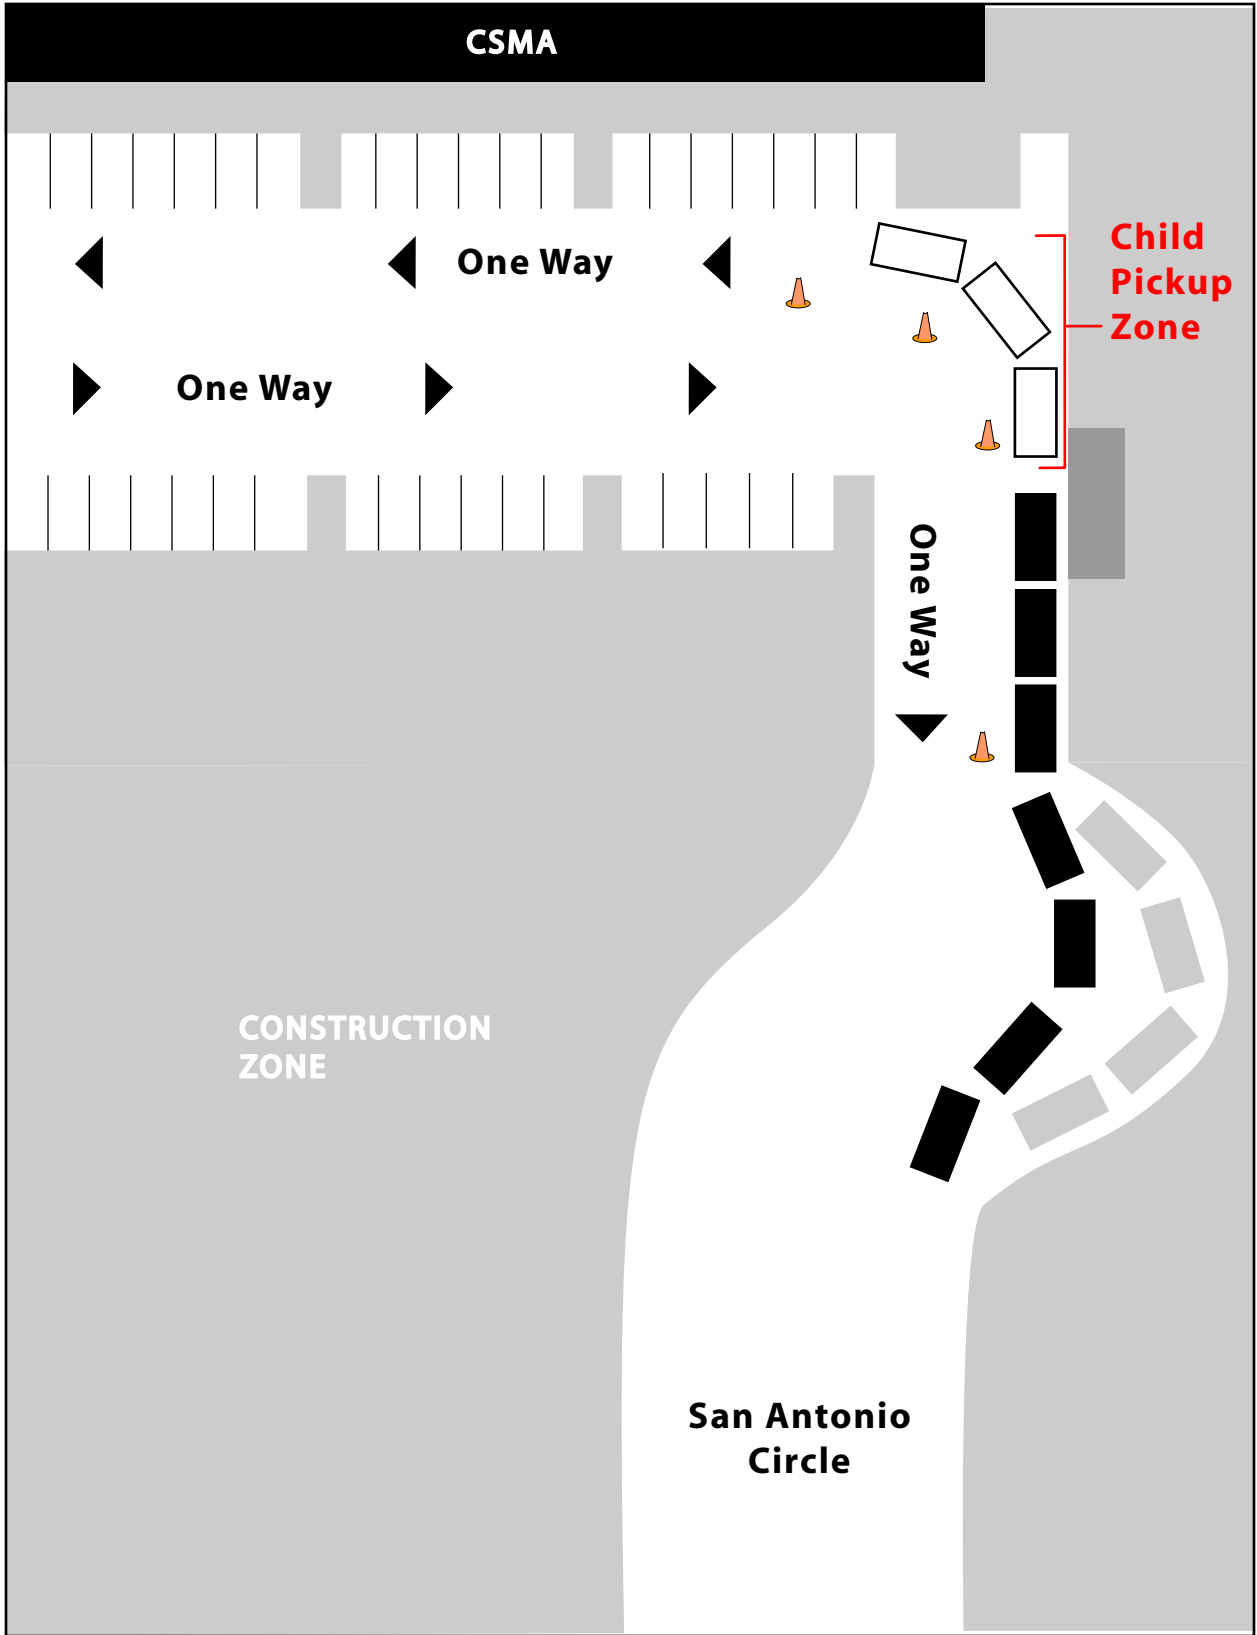 CSMA
One Way
Child
Pickup
Zone
One Way
One Way
CONSTRUCTION
ZONE
San Antonio
Circle